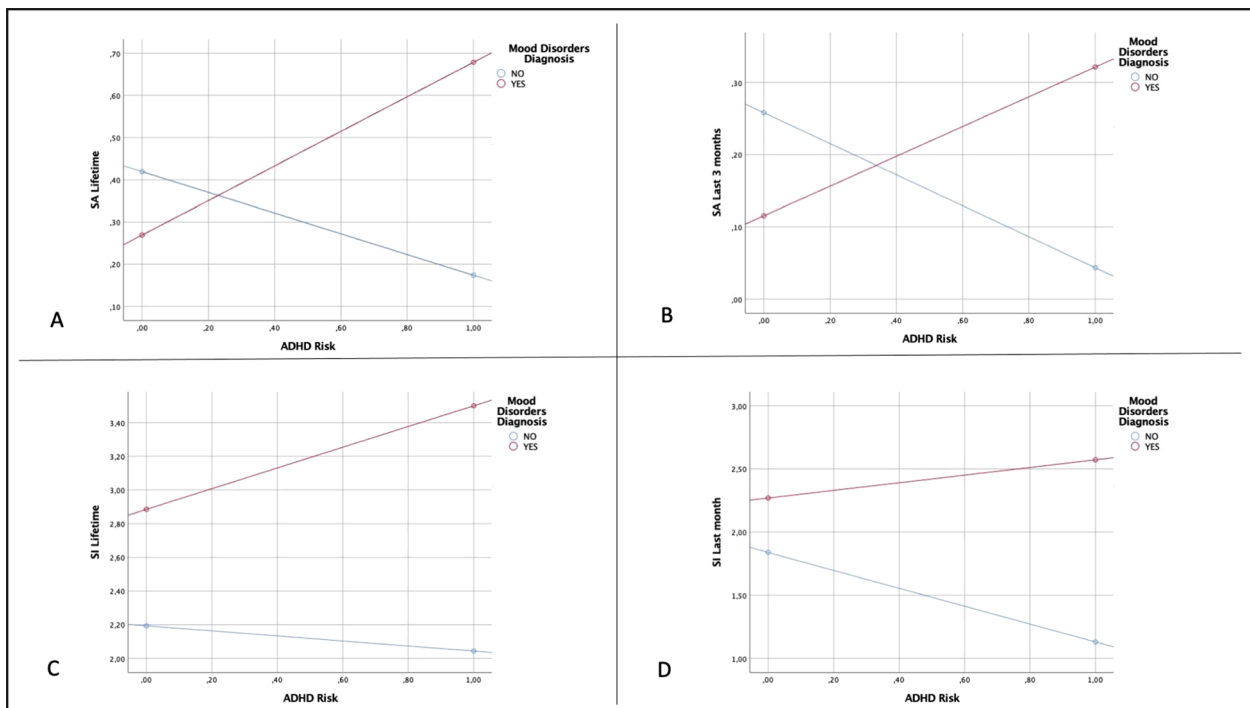 Mood Disorders
Diagnosis
NO
YES
,70
,60
,50
,40
,30
,20
,10
SA Lifetime
,00 ,20 ,40 ,60 ,80 1,00
ADHD Risk
A
Mood
Disorders
Diagnosis
NO
YES
,30
,20
,10
,00
SA Last 3 months
,00 ,20 ,40 ,60 ,80 1,00
ADHD Risk
B
Mood
Disorders
Diagnosis
NO
YES
3,40
3,20
3,00
2,80
2,60
2,40
2,20
2,00
SI Lifetime
,00 ,20 ,40 ,60 ,80 1,00
ADHD Risk
C
Mood
Disorders
Diagnosis
NO
YES
3,00
2,50
2,00
1,50
1,00
SI Last month
,00 ,20 ,40 ,60 ,80 1,00
ADHD Risk
D